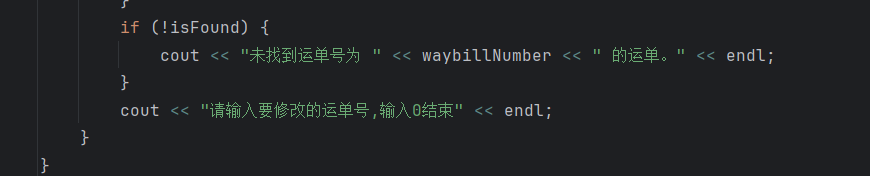 }
if (!isFound) {
cout << "未找到运单号为 " << waybillNumber << " 的运单。" << endl;
}
cout << "请输入要修改的运单号,输入0结束" << endl;
}
}